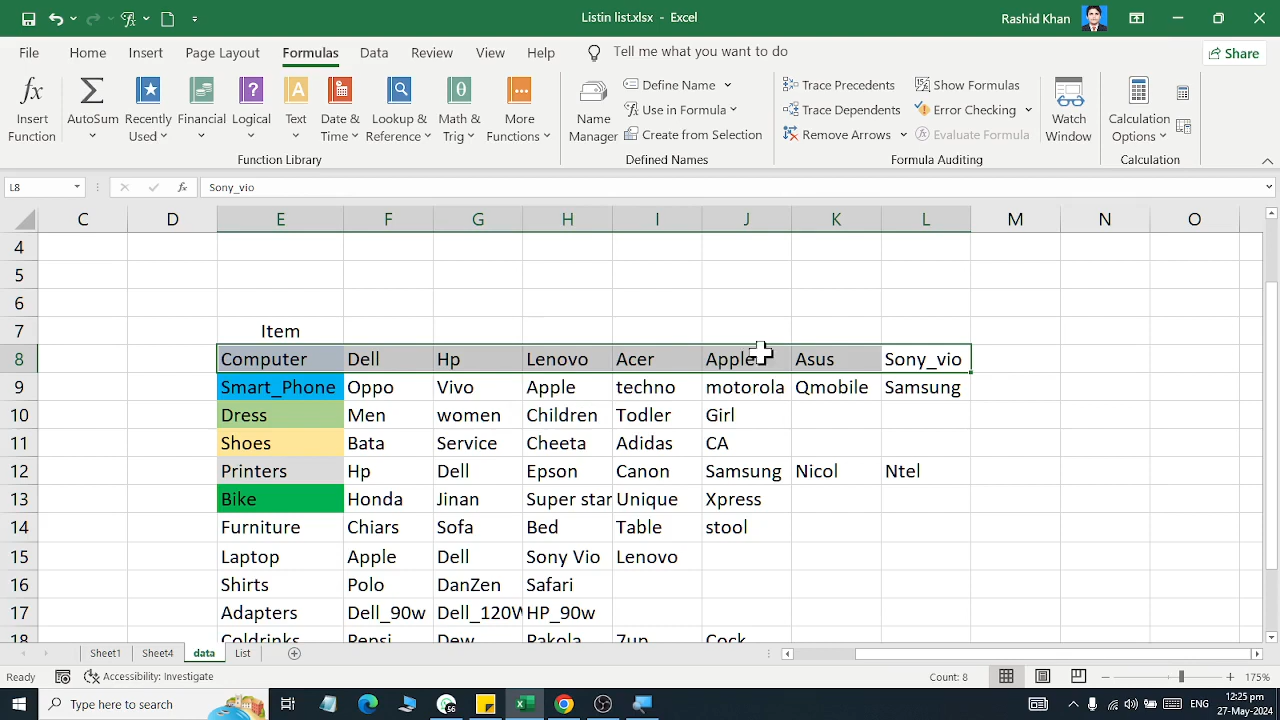 Listin list.xlsx - Excel
Rashid Khan
File Home Insert Page Layout Formulas Data Review View Help Tell me what you want to do Share
Insert Function
AutoSum
Recently Used
Financial
Logical
Text
Date & Time
Lookup & Reference
Math & Trig
More Functions
Function Library
Name Manager
Define Name
Use in Formula
Create from Selection
Defined Names
Trace Precedents
Trace Dependents
Remove Arrows
Show Formulas
Error Checking
Evaluate Formula
Formula Auditing
Watch Window
Calculation Options
Calculation
L8 fx Sony_vio
C D E F G H I J K L M N O
4
5
6
7 Item
8 Computer Dell Hp Lenovo Acer Apple Asus Sony_vio
9 Smart_Phone Oppo Vivo Apple techno motorola Qmobile Samsung
10 Dress Men women Children Todler Girl
11 Shoes Bata Service Cheeta Adidas CA
12 Printers Hp Dell Epson Canon Samsung Nicol Ntel
13 Bike Honda Jinan Super star Unique Xpress
14 Furniture Chiars Sofa Bed Table stool
15 Laptop Apple Dell Sony Vio Lenovo
16 Shirts Polo DanZen Safari
17 Adapters Dell_90w Dell_120W HP_90w
18 Coldrinks Pepsi Dew Pakola 7up Cock
Sheet1 Sheet4 data List
Ready Accessibility: Investigate Count: 8 175%
Type here to search
12:25 pm
27-May-2024